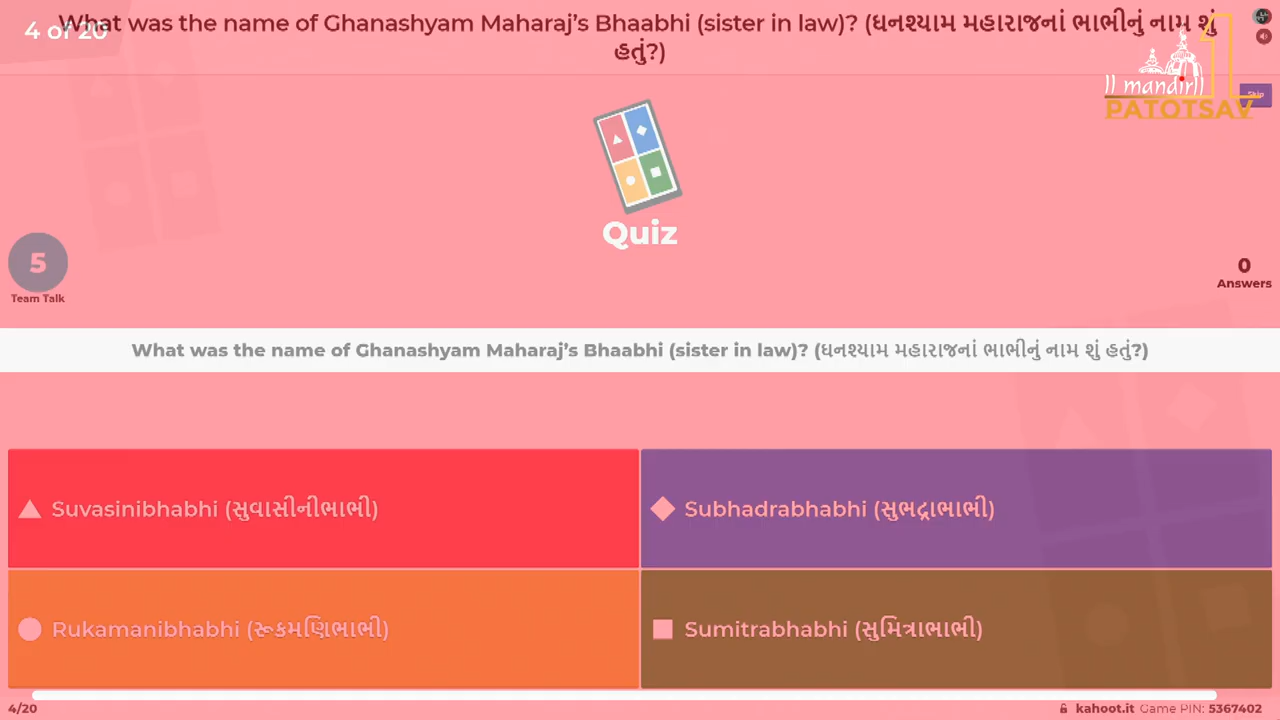 4 of 20
What was the name of Ghanashyam Maharaj’s Bhaabhi (sister in law)? (ઘનશ્યામ મહારાજનાં ભાભીનું નામ શું
હતું?)
|| mandir||
1
PATOTSAV
Skip
Quiz
5
Team Talk
0
Answers
What was the name of Ghanashyam Maharaj’s Bhaabhi (sister in law)? (ઘનશ્યામ મહારાજનાં ભાભીનું નામ શું હતું?)
Suvasinibhabhi (સુવાસીનીભાભી)
Subhadrabhabhi (સુભદ્રાભાભી)
Rukamanibhabhi (રૂકમણિભાભી)
Sumitrabhabhi (સુમિત્રાભાભી)
4/20
kahoot.it Game PIN: 5367402